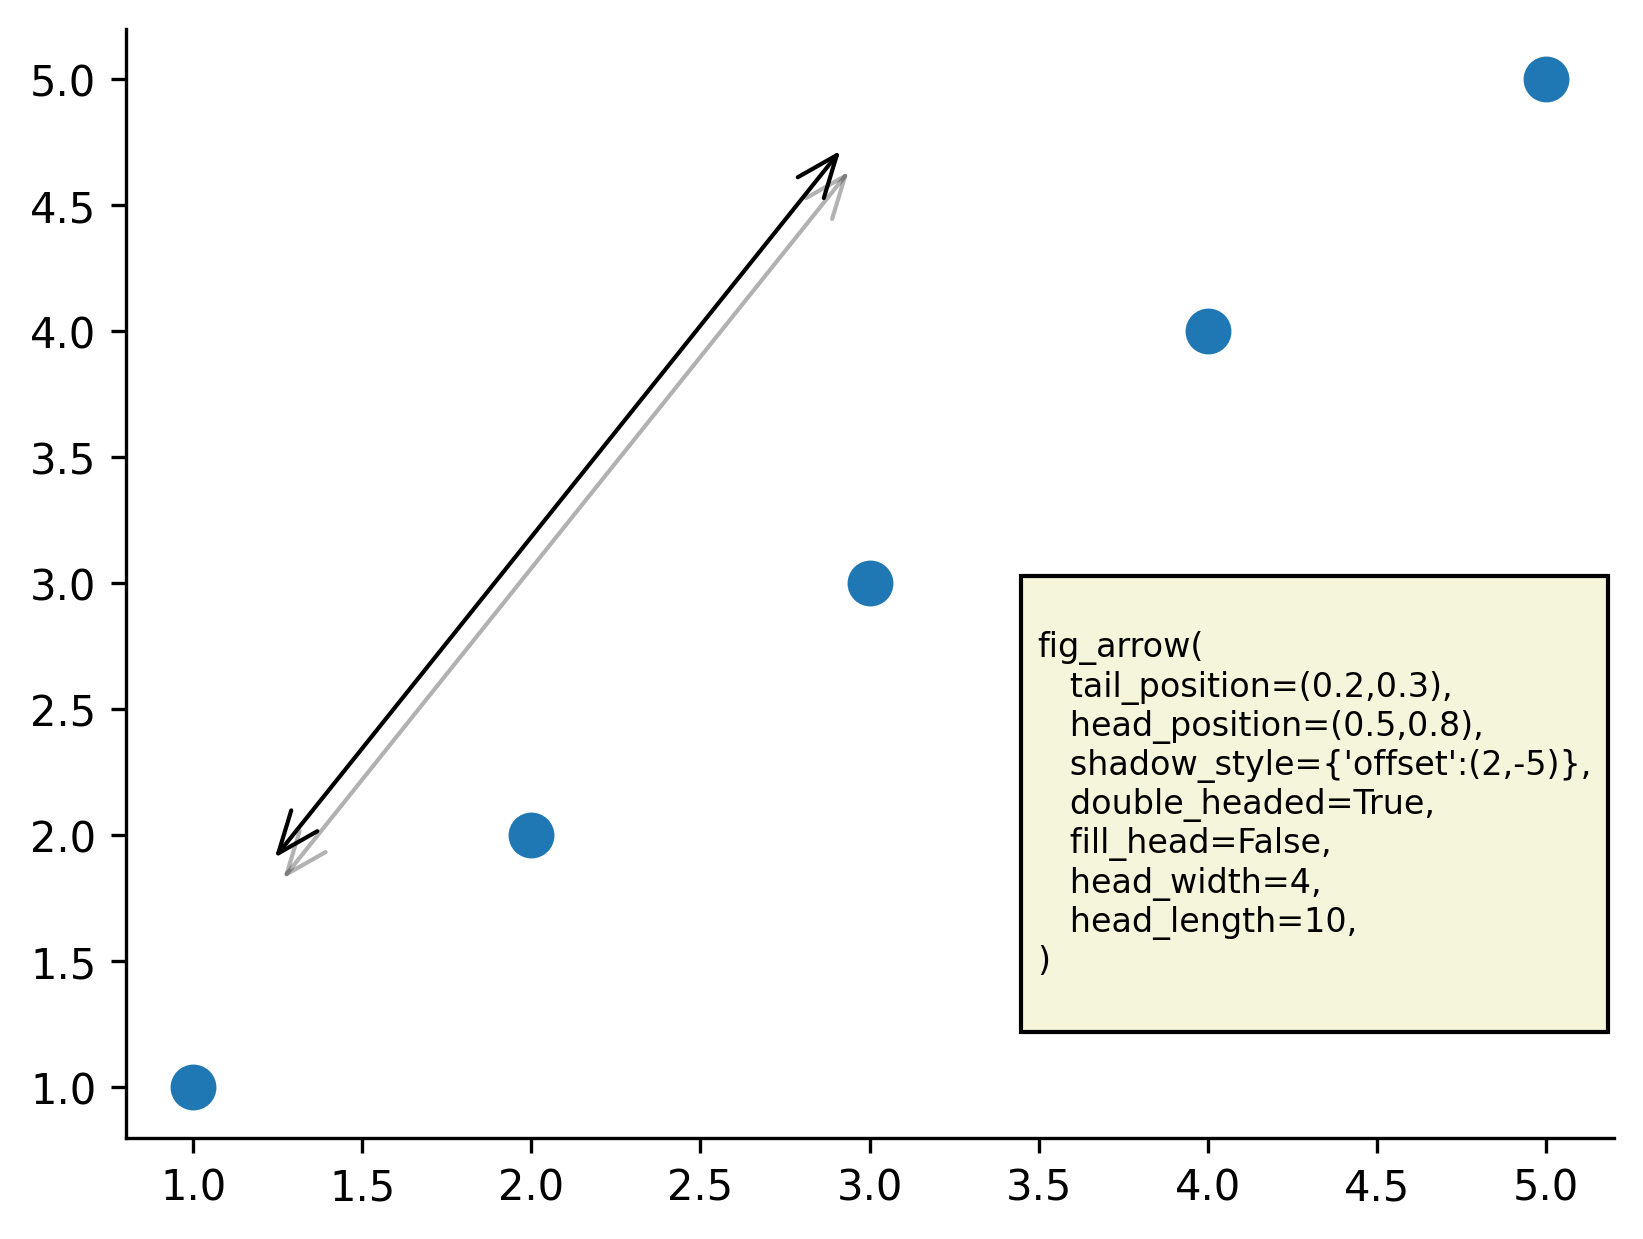 5.0
4.5
4.0
3.5
3.0
2.5
2.0
1.5
1.0
fig_arrow(
tail_position=(0.2,0.3),
head_position=(0.5,0.8),
shadow_style={'offset':(2,-5)},
double_headed=True,
fill_head=False,
head_width=4,
head_length=10,
)
1.0 1.5 2.0 2.5 3.0 3.5 4.0 4.5 5.0